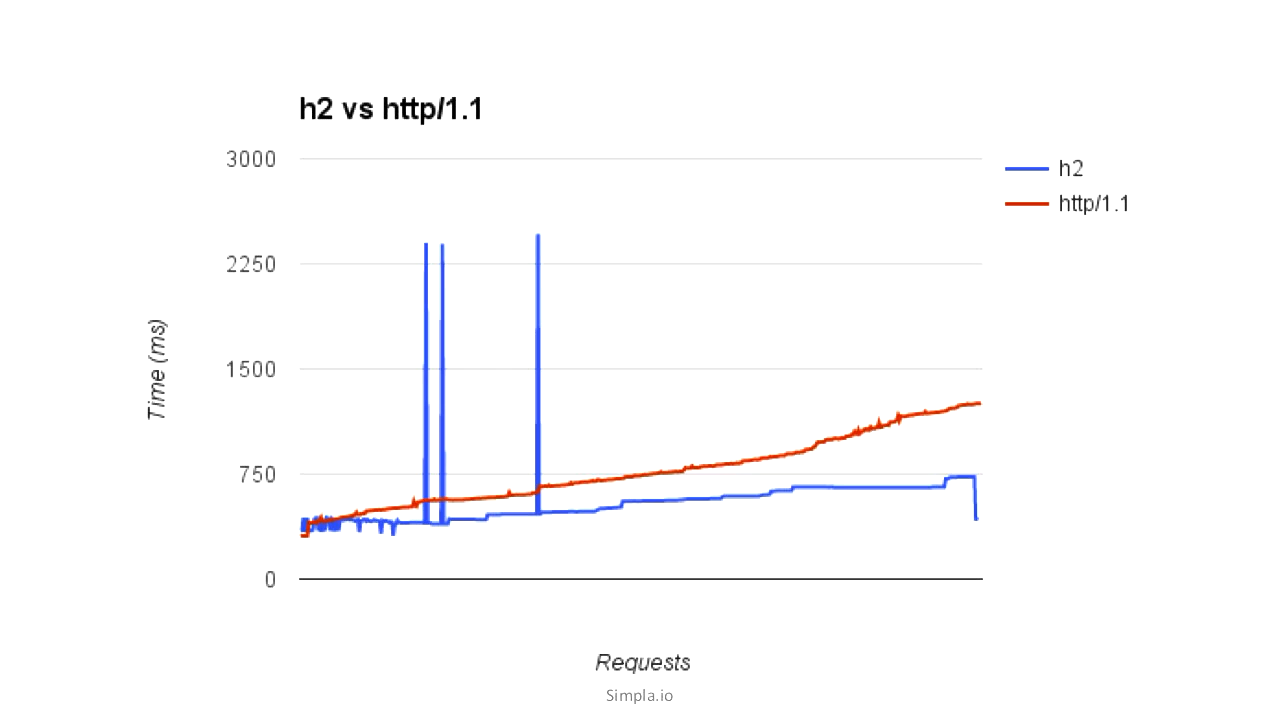 h2 vs http/1.1
3000
2250
1500
750
0
Time (ms)
h2
http/1.1
Requests
Simpla.io